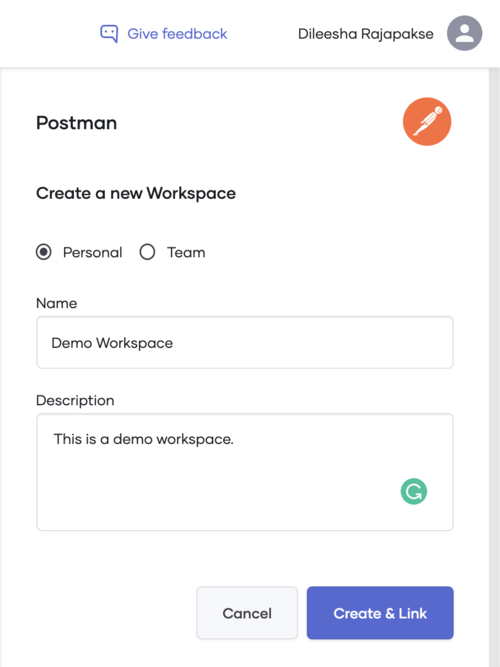 Give feedback
Dileesha Rajapakse
Postman
Create a new Workspace
Personal
Team
Name
Demo Workspace
Description
This is a demo workspace.
Cancel
Create & Link